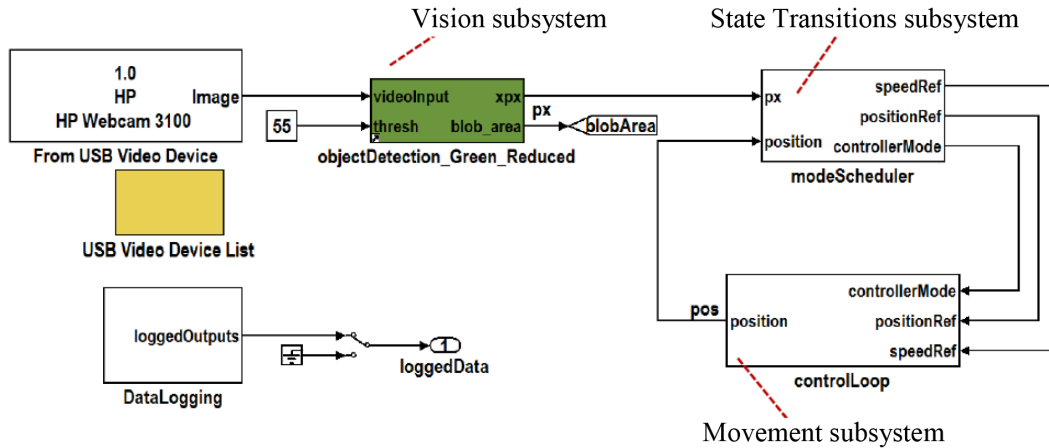 Vision subsystem
State Transitions subsystem
1.0
HP
HP Webcam 3100
Image
From USB Video Device
USB Video Device List
55
videoInput
thresh
xpx
blob_area
objectDetection_Green_Reduced
px
blobArea
px
position
speedRef
positionRef
controllerMode
modeScheduler
pos
position
controllerMode
positionRef
speedRef
controlLoop
Movement subsystem
loggedOutputs
DataLogging
1
loggedData